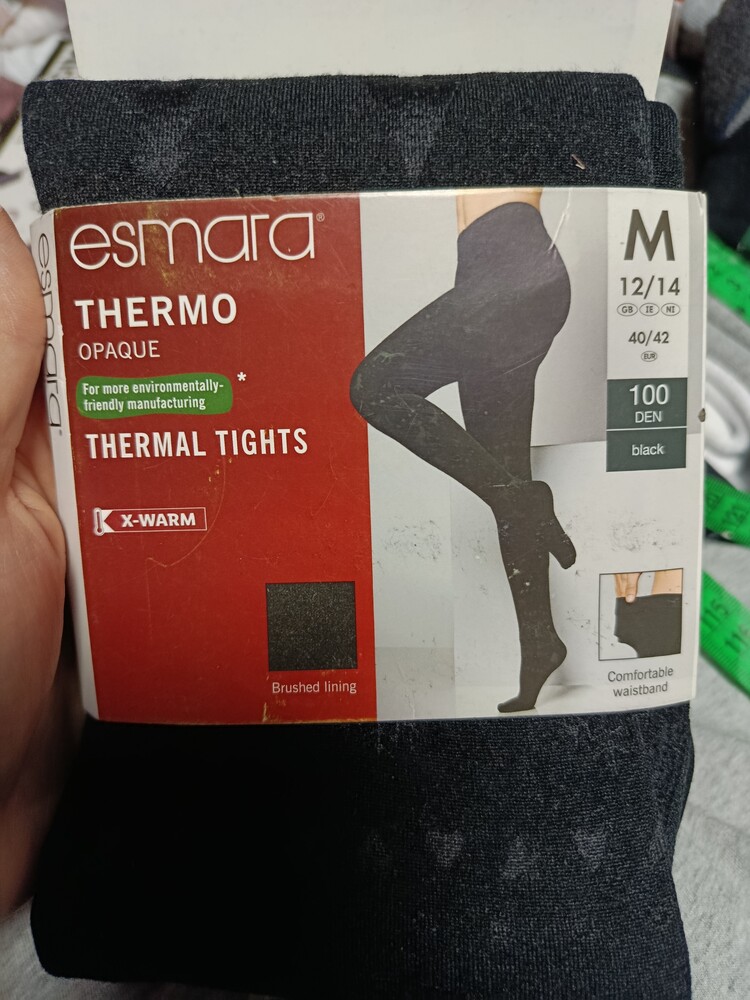 esmara®
THERMO
OPAQUE
For more environmentally-
friendly manufacturing
*
THERMAL TIGHTS
X-WARM
Brushed lining
M
12/14
GB IE NI
40/42
EUR
100
DEN
black
Comfortable
waistband
esmara®